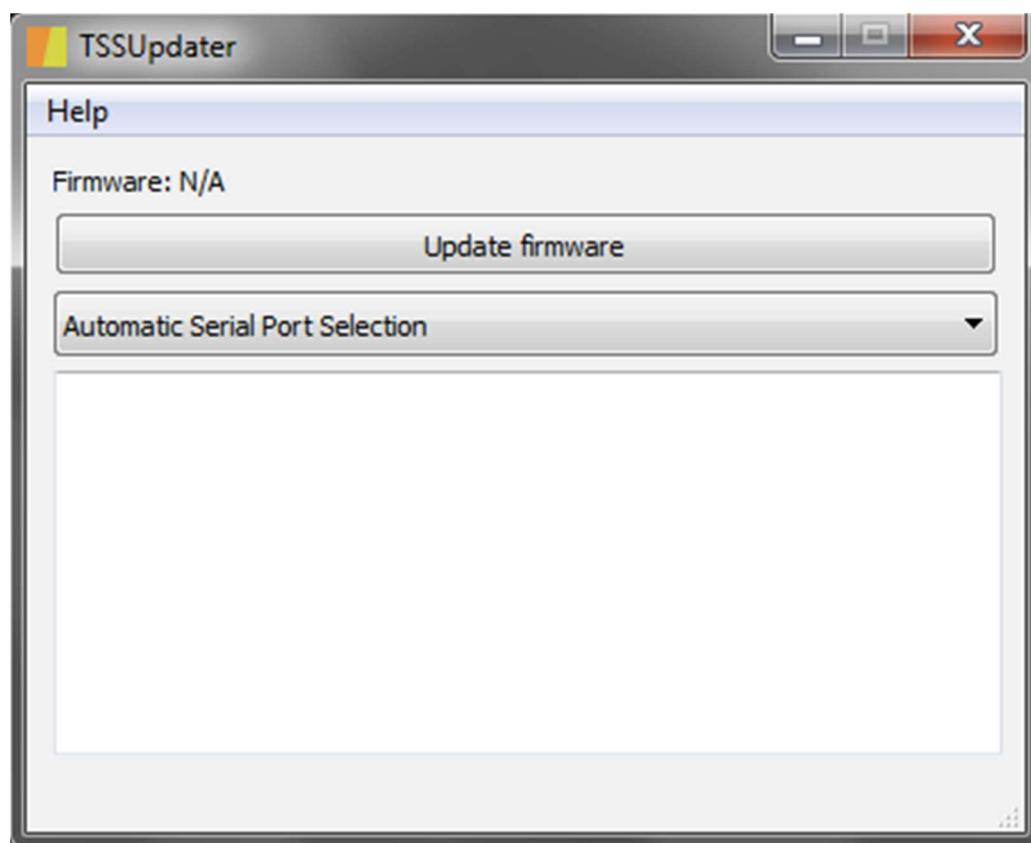 TSSUpdater
Help
Firmware: N/A
Update firmware
Automatic Serial Port Selection